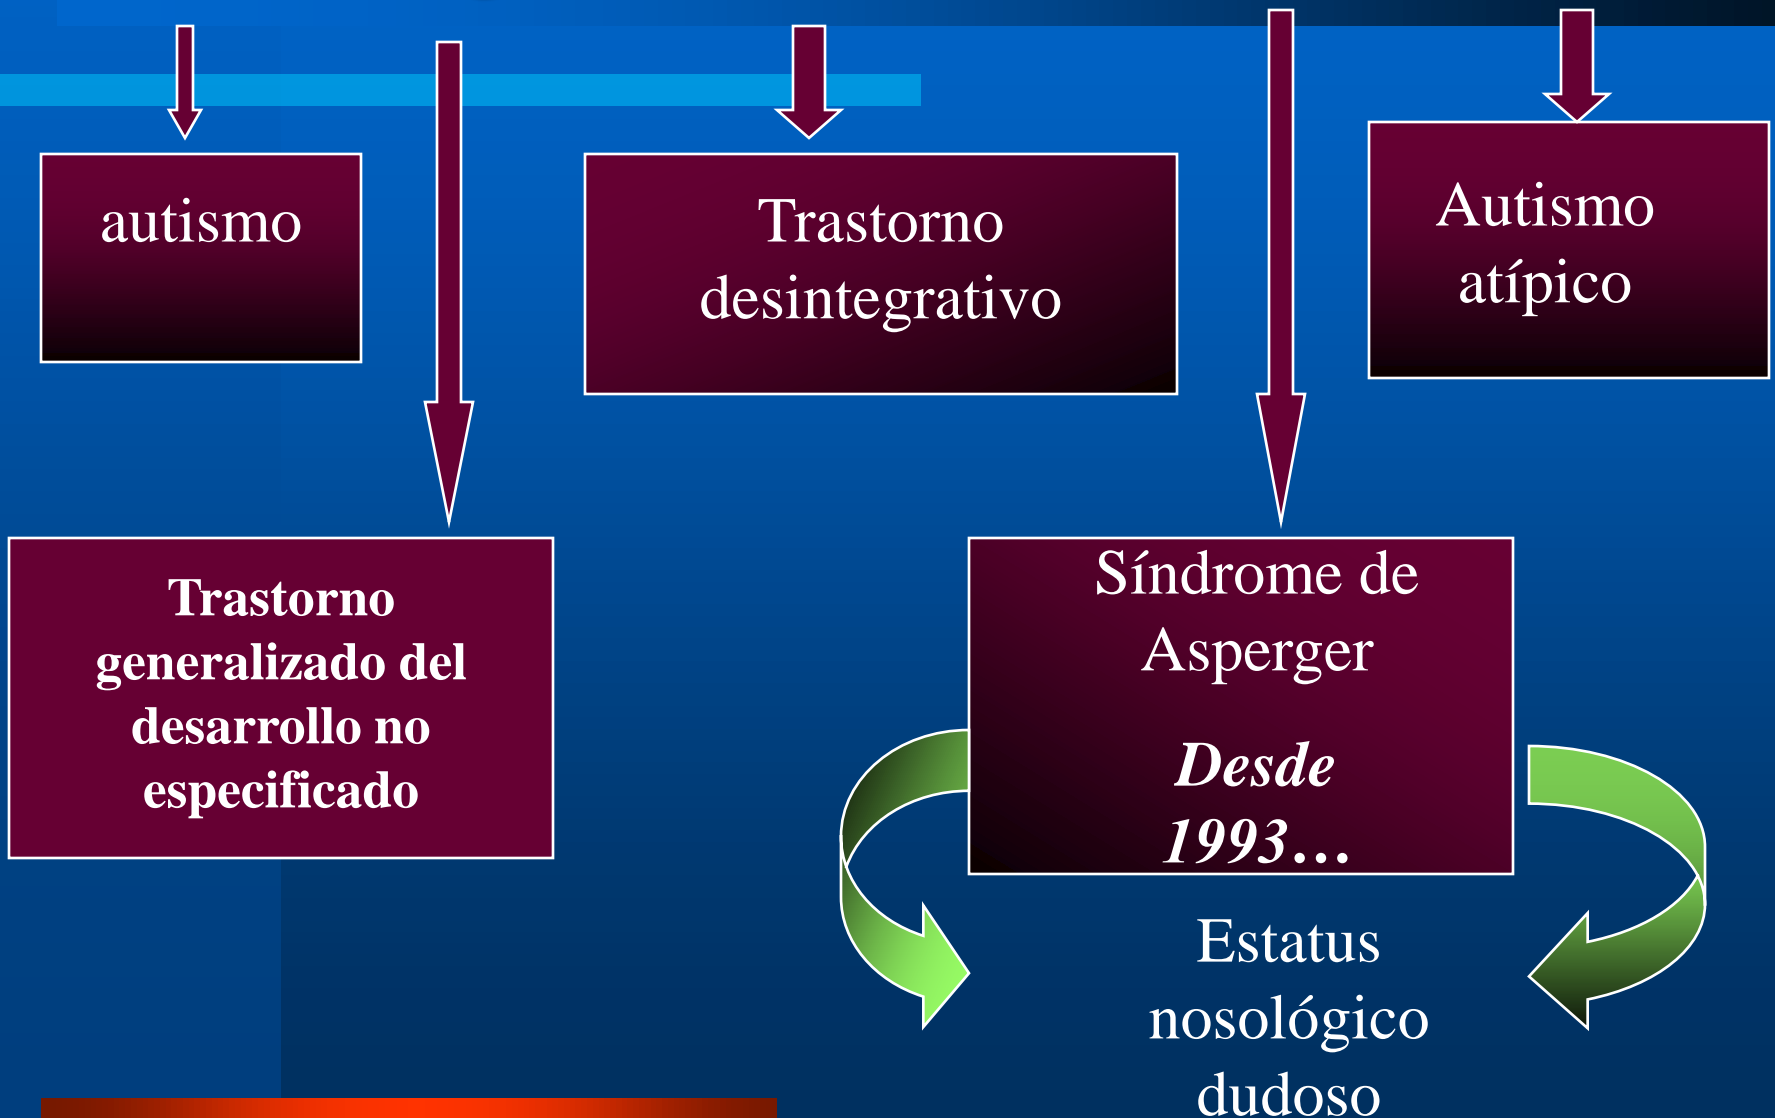 autismo
Trastorno
desintegrativo
Autismo
atípico
Trastorno
generalizado del
desarrollo no
especificado
Síndrome de
Asperger
Desde
1993…
Estatus
nosológico
dudoso